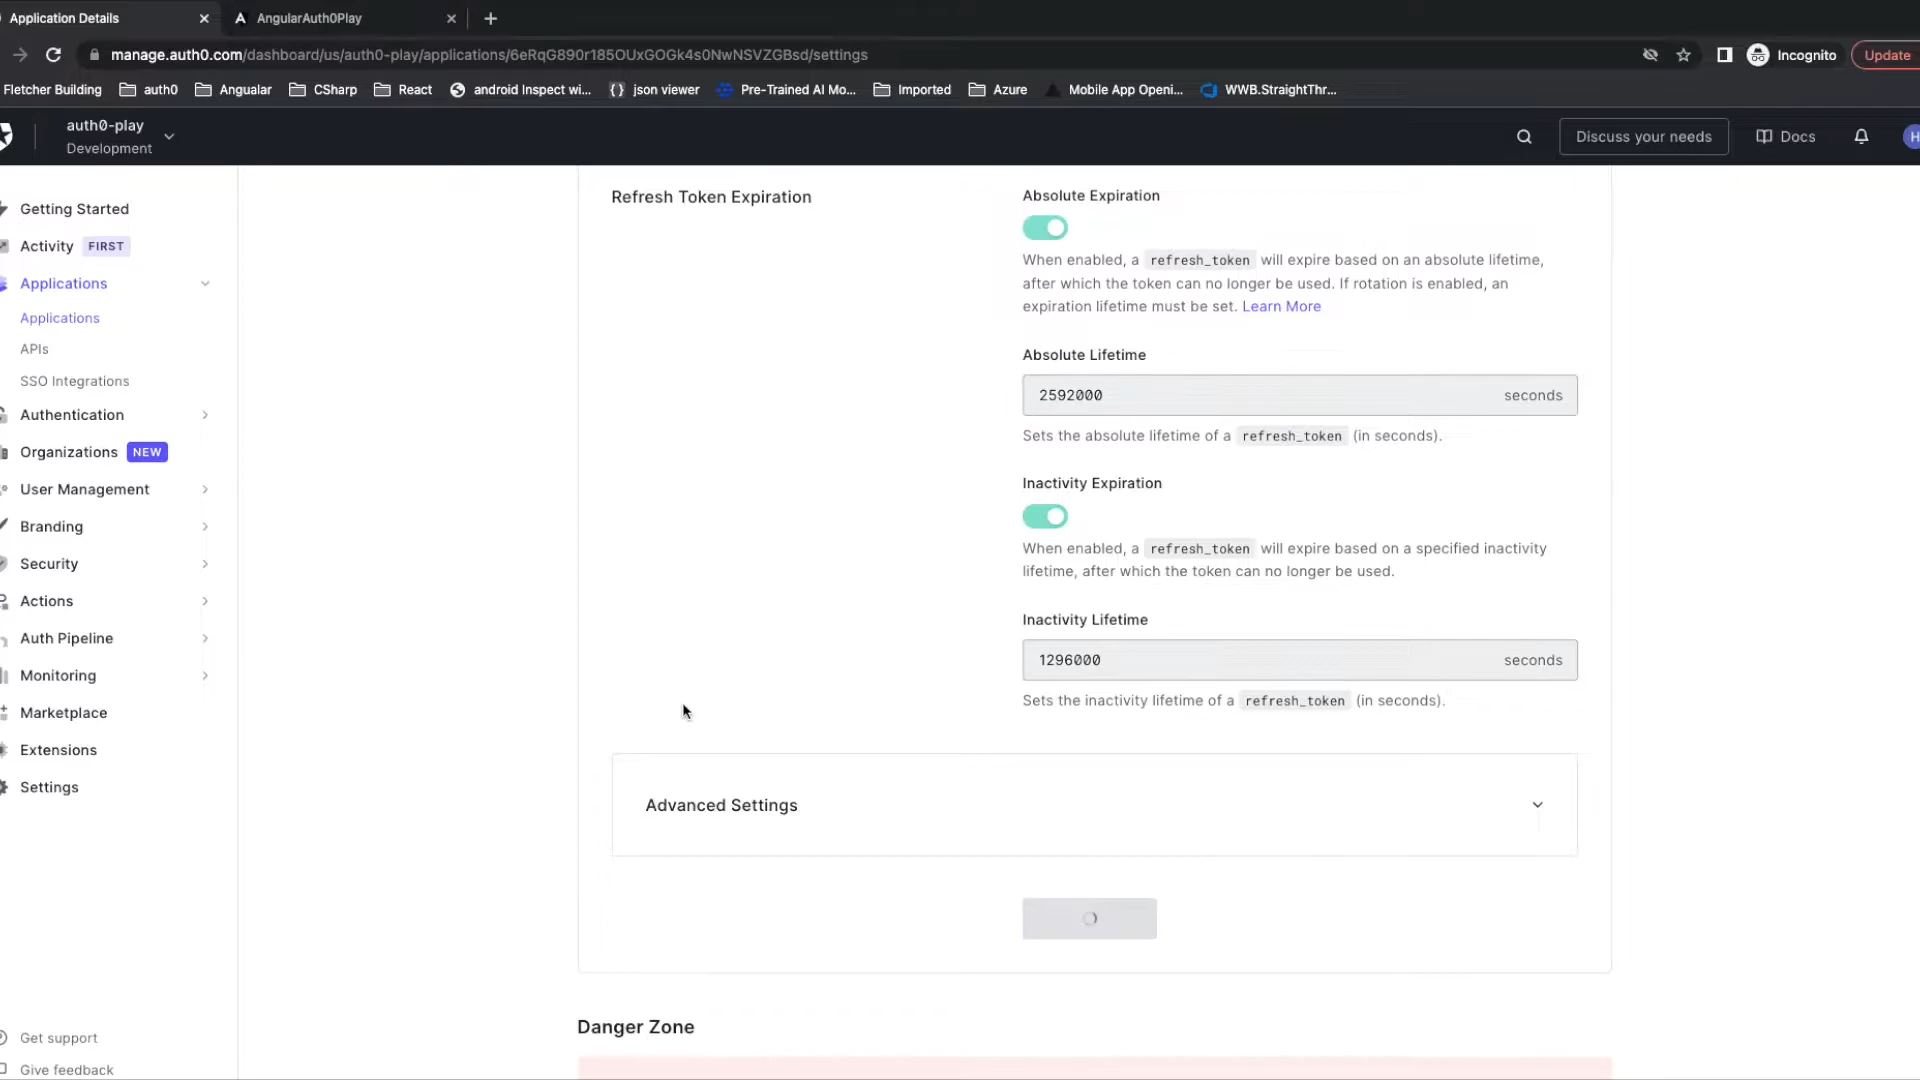 Application Details
AngularAuth0Play
manage.auth0.com/dashboard/us/auth0-play/applications/6eRqG890r185OUxGOGk4s0NwNSVZGBsd/settings
Incognito
Update
Fletcher Building
auth0
Angular
CSharp
React
android Inspect wi...
json viewer
Pre-Trained AI Mo...
Imported
Azure
Mobile App Openi...
WWB.StraightThr...
auth0-play
Development
Discuss your needs
Docs
H
Getting Started
Activity FIRST
Applications
Applications
APIs
SSO Integrations
Authentication
Organizations NEW
User Management
Branding
Security
Actions
Auth Pipeline
Monitoring
Marketplace
Extensions
Settings
Get support
Give feedback
Refresh Token Expiration
Absolute Expiration
When enabled, a refresh_token will expire based on an absolute lifetime,
after which the token can no longer be used. If rotation is enabled, an
expiration lifetime must be set. Learn More
Absolute Lifetime
2592000 seconds
Sets the absolute lifetime of a refresh_token (in seconds).
Inactivity Expiration
When enabled, a refresh_token will expire based on a specified inactivity
lifetime, after which the token can no longer be used.
Inactivity Lifetime
1296000 seconds
Sets the inactivity lifetime of a refresh_token (in seconds).
Advanced Settings
Danger Zone